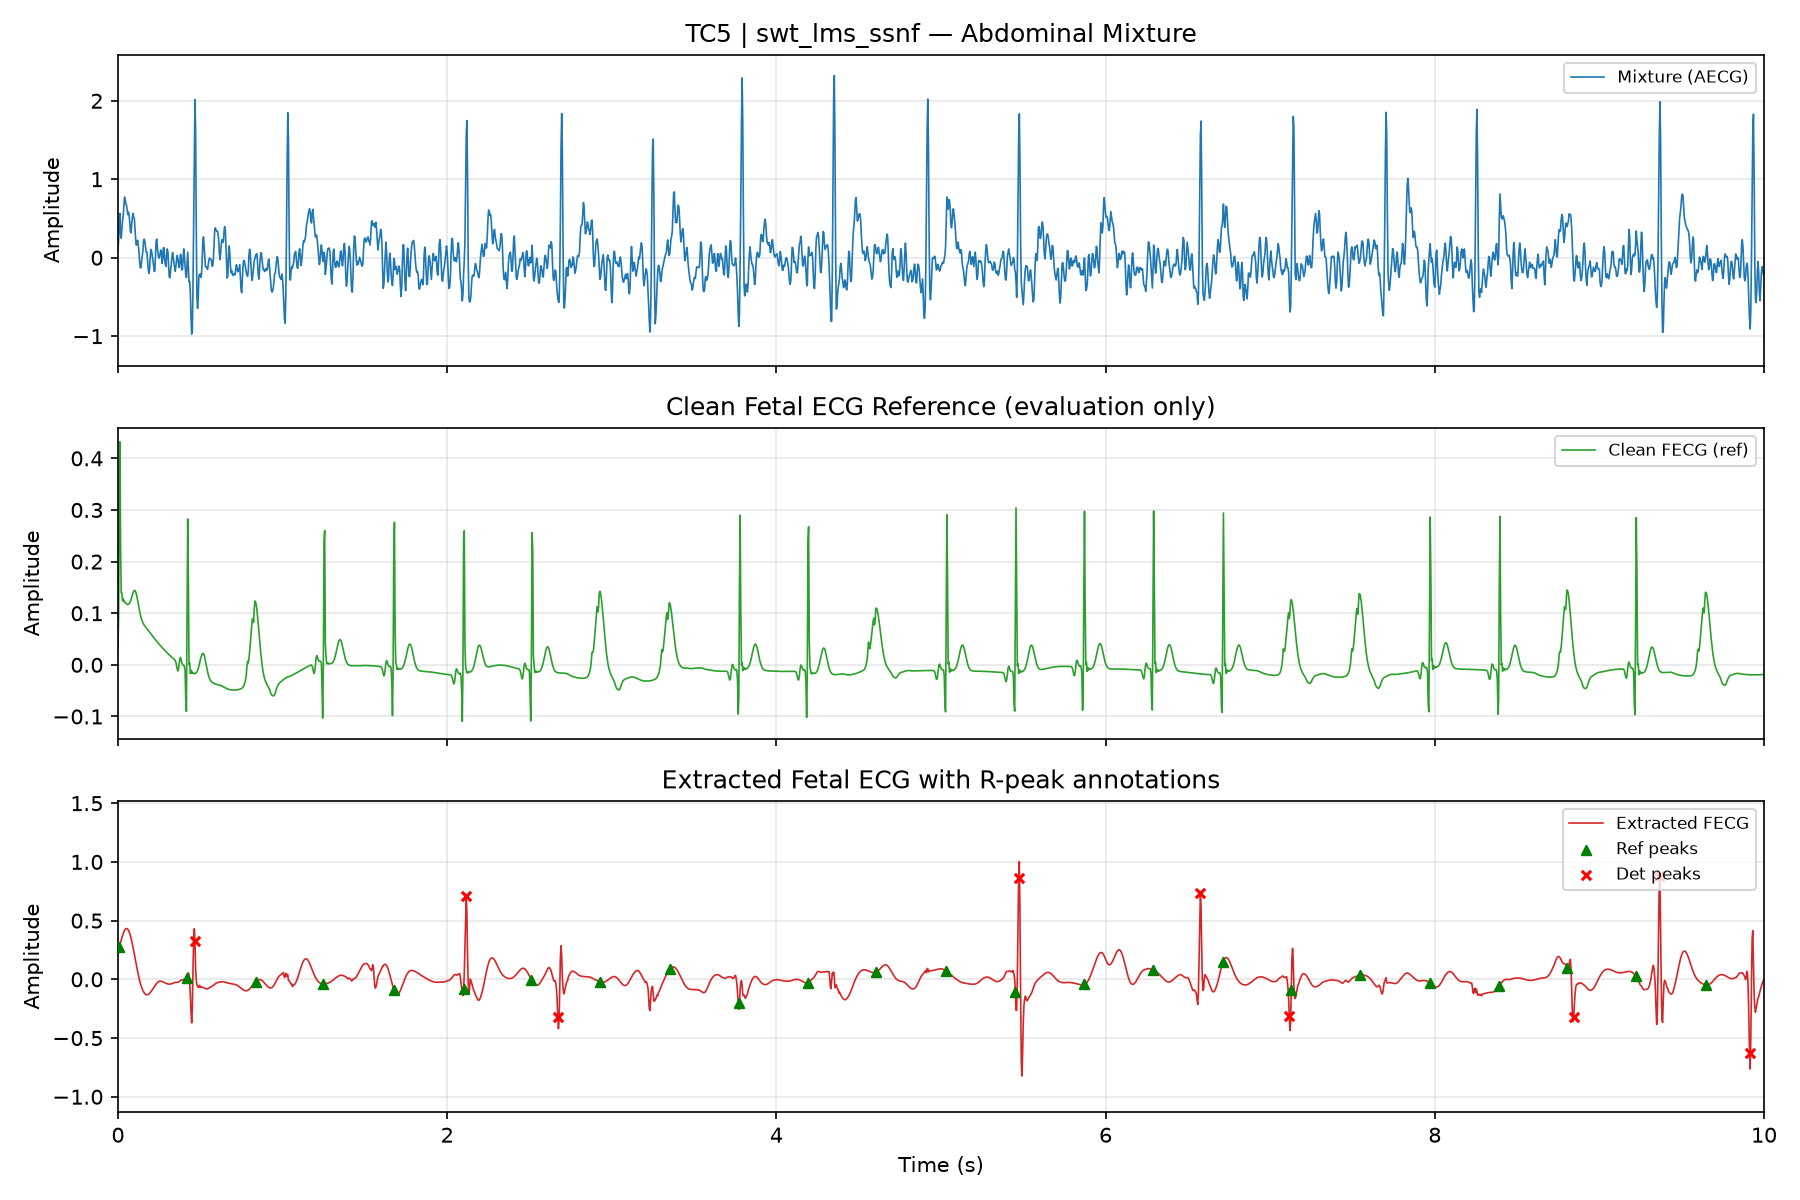 TC5 | swt_lms_ssnf — Abdominal Mixture
Mixture (AECG)
Amplitude
2
1
0
−1
Clean Fetal ECG Reference (evaluation only)
Clean FECG (ref)
Amplitude
0.4
0.3
0.2
0.1
0.0
−0.1
Extracted Fetal ECG with R-peak annotations
Extracted FECG
Ref peaks
Det peaks
Amplitude
1.5
1.0
0.5
0.0
−0.5
−1.0
0 2 4 6 8 10
Time (s)